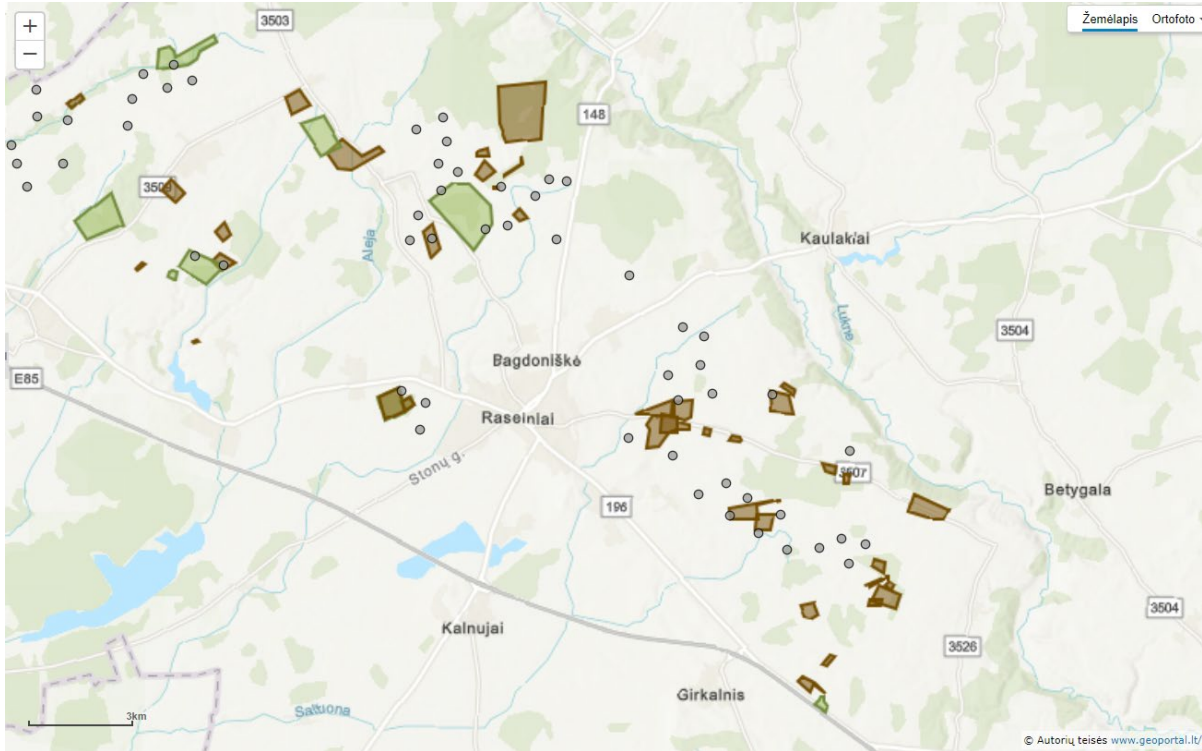 +
−
Žemėlapis Ortofoto
3503
148
3509
Aleja
Kaulakiai
Luknė
3504
Bagdoniškė
E85
Raseiniai
Stonų g.
3507
Betygala
196
3504
Kalnujai
3526
Girkalnis
Šaltuona
3km
© Autorių teisės www.geoportal.lt/